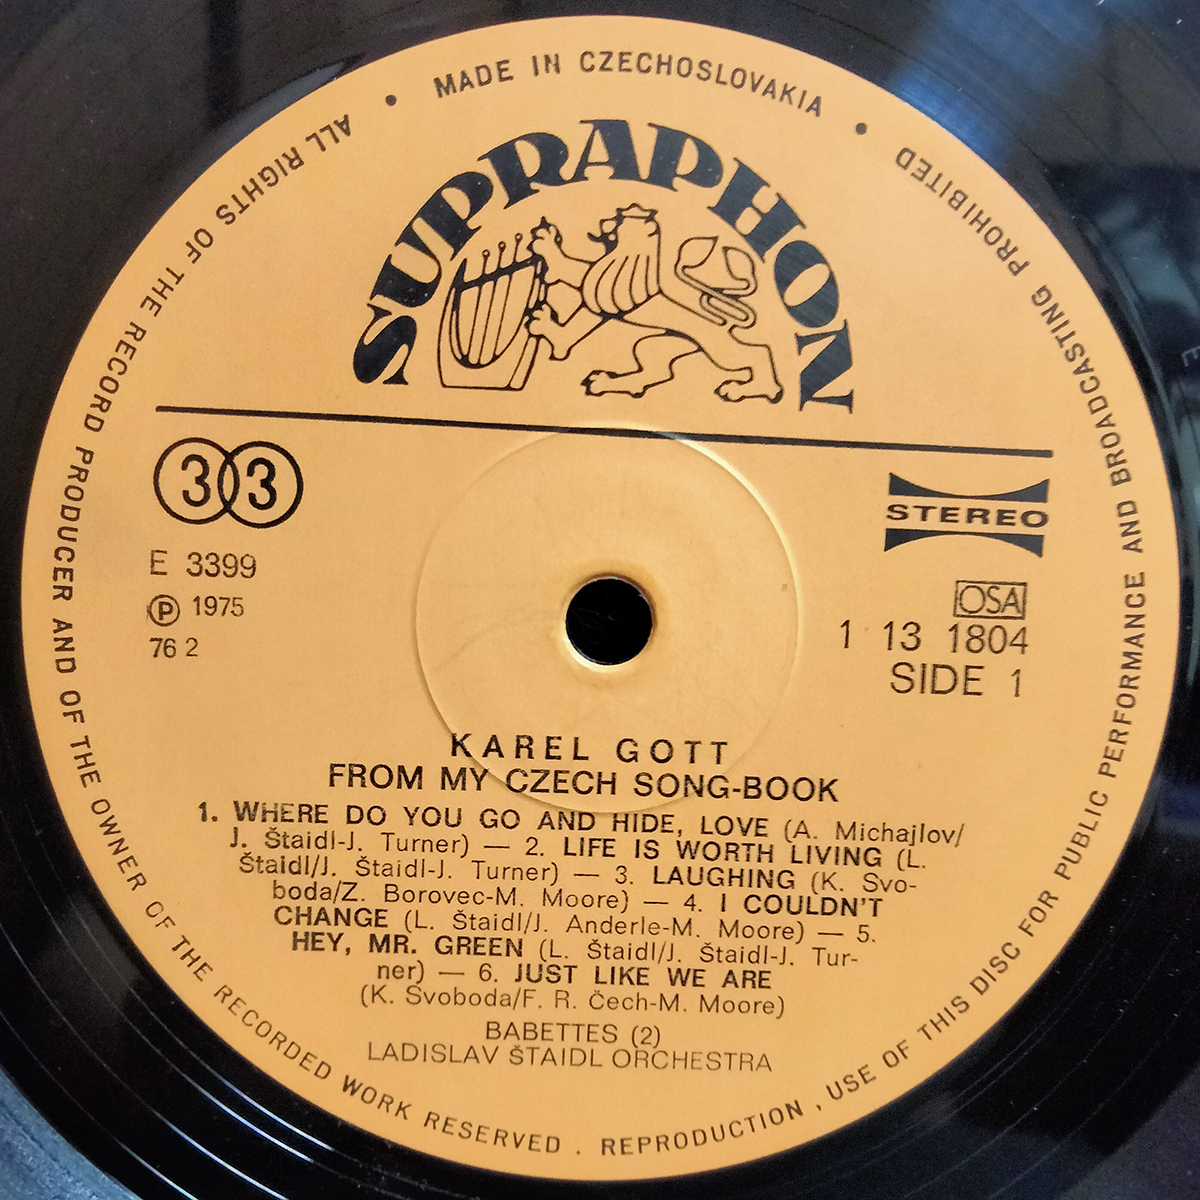 MADE IN CZECHOSLOVAKIA • ALL RIGHTS OF THE RECORD PRODUCER AND OF THE OWNER OF THE RECORDED WORK RESERVED . REPRODUCTION , USE OF THIS DISC FOR PUBLIC PERFORMANCE AND BROADCASTING PROHIBITED •
SUPRAPHON
33
STEREO
E 3399
℗ 1975
76 2
OSA
1 13 1804
SIDE 1
KAREL GOTT
FROM MY CZECH SONG-BOOK
1. WHERE DO YOU GO AND HIDE, LOVE (A. Michajlov/
J. Štaidl-J. Turner) — 2. LIFE IS WORTH LIVING (L.
Štaidl/J. Štaidl-J. Turner) — 3. LAUGHING (K. Svo-
boda/Z. Borovec-M. Moore) — 4. I COULDN'T
CHANGE (L. Štaidl/J. Anderle-M. Moore) — 5.
HEY, MR. GREEN (L. Štaidl/J. Štaidl-J. Tur-
ner) — 6. JUST LIKE WE ARE
(K. Svoboda/F. R. Čech-M. Moore)
BABETTES (2)
LADISLAV ŠTAIDL ORCHESTRA